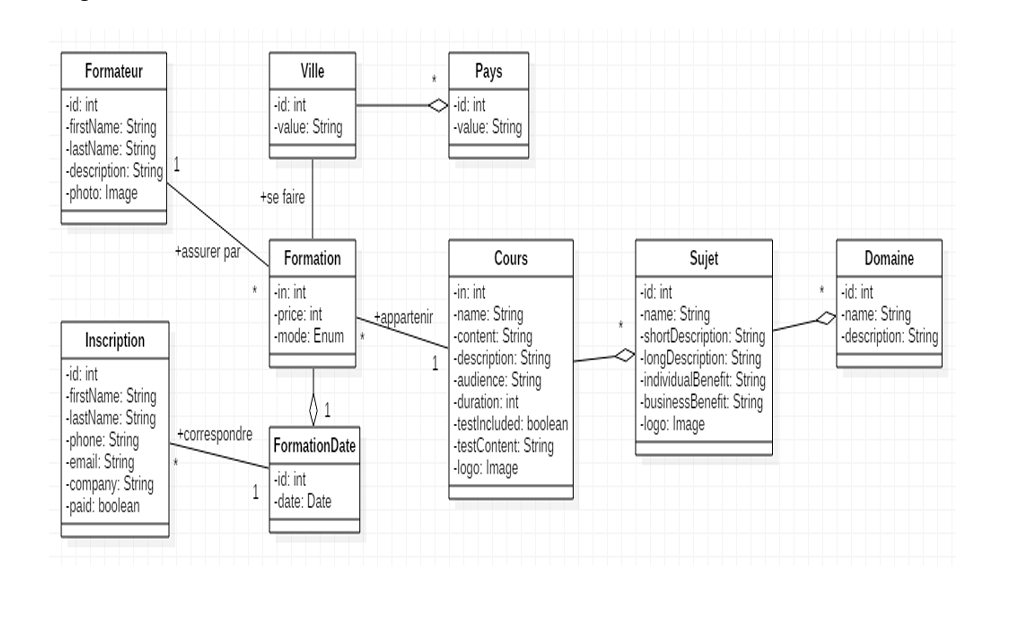 Formateur
-id: int
-firstName: String
-lastName: String
-description: String
-photo: Image
1
+assurer par
*
Ville
-id: int
-value: String
*
Pays
-id: int
-value: String
+se faire
Formation
-in: int
-price: int
-mode: Enum
+appartenir
*
1
Cours
-in: int
-name: String
-content: String
-description: String
-audience: String
-duration: int
-testIncluded: boolean
-testContent: String
-logo: Image
*
Sujet
-id: int
-name: String
-shortDescription: String
-longDescription: String
-individualBenefit: String
-businessBenefit: String
-logo: Image
*
Domaine
-id: int
-name: String
-description: String
Inscription
-id: int
-firstName: String
-lastName: String
-phone: String
-email: String
-company: String
-paid: boolean
+correspondre
*
1
1
FormationDate
-id: int
-date: Date